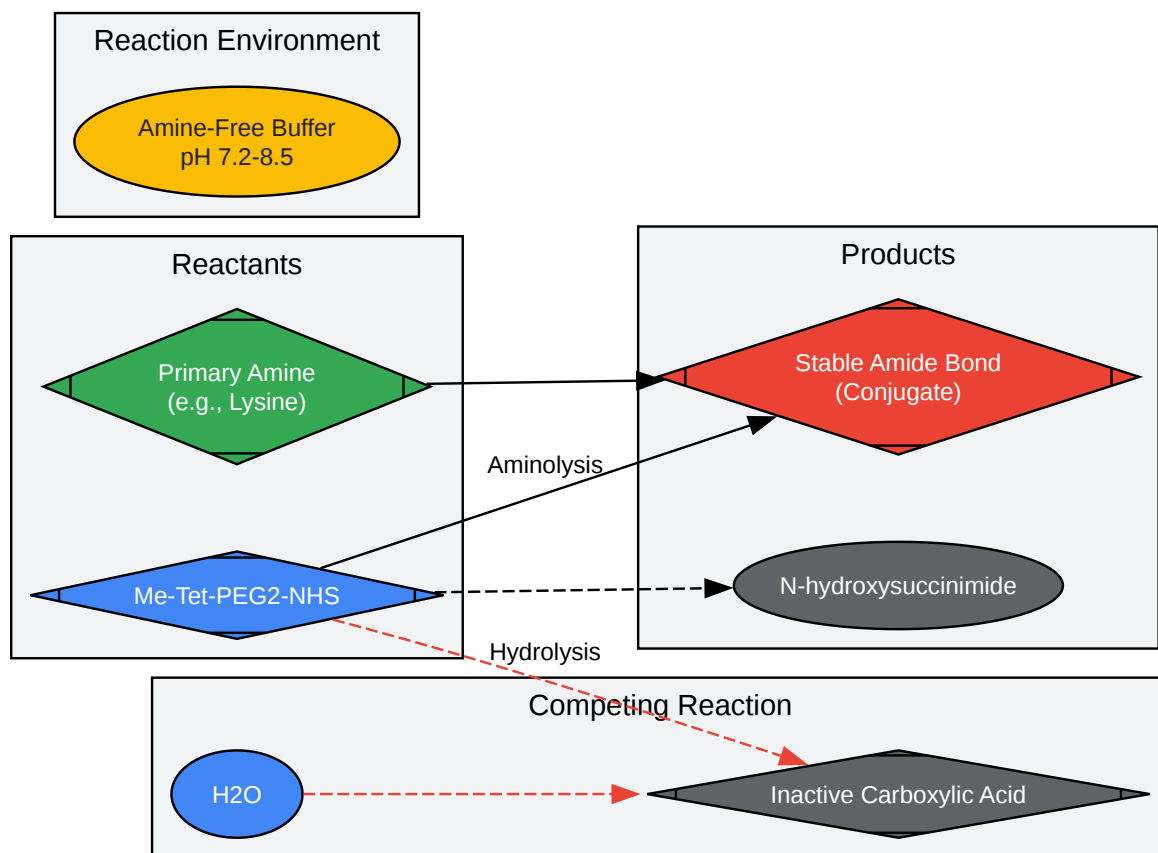 Reaction Environment
Amine-Free Buffer
pH 7.2-8.5
Reactants
Products
Primary Amine
(e.g., Lysine)
Stable Amide Bond
(Conjugate)
Aminolysis
Me-Tet-PEG2-NHS
N-hydroxysuccinimide
Hydrolysis
Competing Reaction
H2O
Inactive Carboxylic Acid